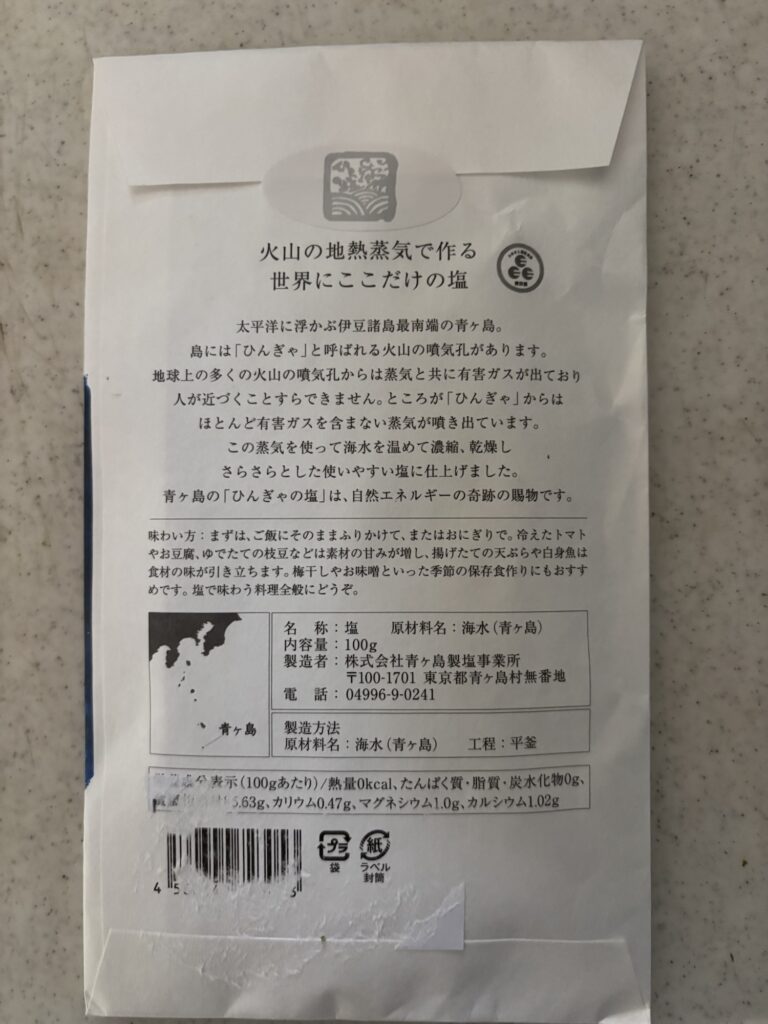 火山の地熱蒸気で作る
世界にここだけの塩
太平洋に浮かぶ伊豆諸島最南端の青ヶ島。
島には「ひんぎゃ」と呼ばれる火山の噴気孔があります。
地球上の多くの火山の噴気孔からは蒸気と共に有害ガスが出ており
人が近づくことすらできません。ところが「ひんぎゃ」からは
ほとんど有害ガスを含まない蒸気が噴き出ています。
この蒸気を使って海水を温めて濃縮、乾燥し
さらさらとした使いやすい塩に仕上げました。
青ヶ島の「ひんぎゃの塩」は、自然エネルギーの奇跡の賜物です。
味わい方：まずは、ご飯にそのままふりかけて、またはおにぎりで。冷えたトマト
やお豆腐、ゆでたての枝豆などは素材の甘みが増し、揚げたての天ぷらや白身魚は
食材の味が引き立ちます。梅干しやお味噌といった季節の保存食作りにもおすす
めです。塩で味わう料理全般にどうぞ。
青ヶ島
名　称：塩　　原材料名：海水（青ヶ島）
内容量：100g
製造者：株式会社青ヶ島製塩事業所
〒100-1701 東京都青ヶ島村無番地
電　話：04996-9-0241
製造方法
原材料名：海水（青ヶ島）　　工程：平釜
成分表示（100gあたり）/熱量0kcal、たんぱく質・脂質・炭水化物0g、
5.63g、カリウム0.47g、マグネシウム1.0g、カルシウム1.02g
プラ
袋
紙
ラベル
封筒